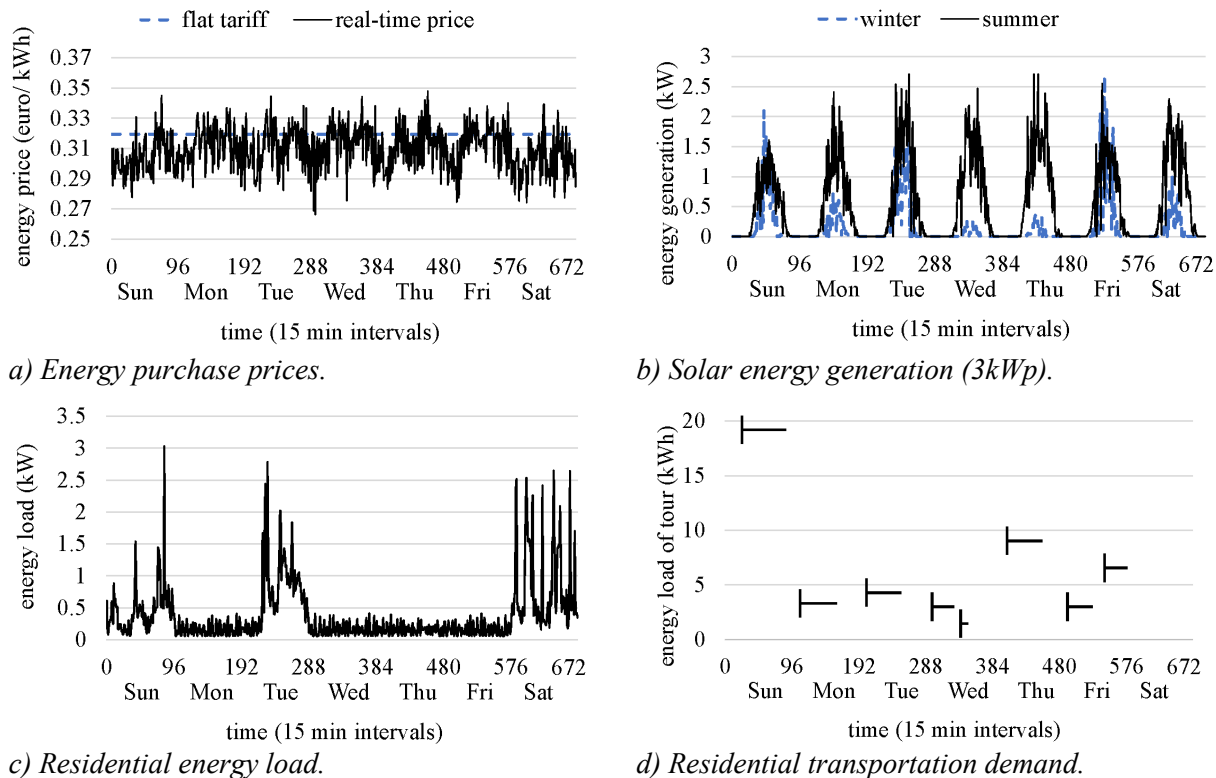 flat tariff real-time price
energy price (euro/ kWh)
0.37
0.35
0.33
0.31
0.29
0.27
0.25
0 96 192 288 384 480 576 672
Sun Mon Tue Wed Thu Fri Sat
time (15 min intervals)
a) Energy purchase prices.
winter summer
energy generation (kW)
3
2.5
2
1.5
1
0.5
0
0 96 192 288 384 480 576 672
Sun Mon Tue Wed Thu Fri Sat
time (15 min intervals)
b) Solar energy generation (3kWp).
energy load (kW)
3.5
3
2.5
2
1.5
1
0.5
0
0 96 192 288 384 480 576 672
Sun Mon Tue Wed Thu Fri Sat
time (15 min intervals)
c) Residential energy load.
energy load of tour (kWh)
20
15
10
5
0
0 96 192 288 384 480 576 672
Sun Mon Tue Wed Thu Fri Sat
time (15 min intervals)
d) Residential transportation demand.